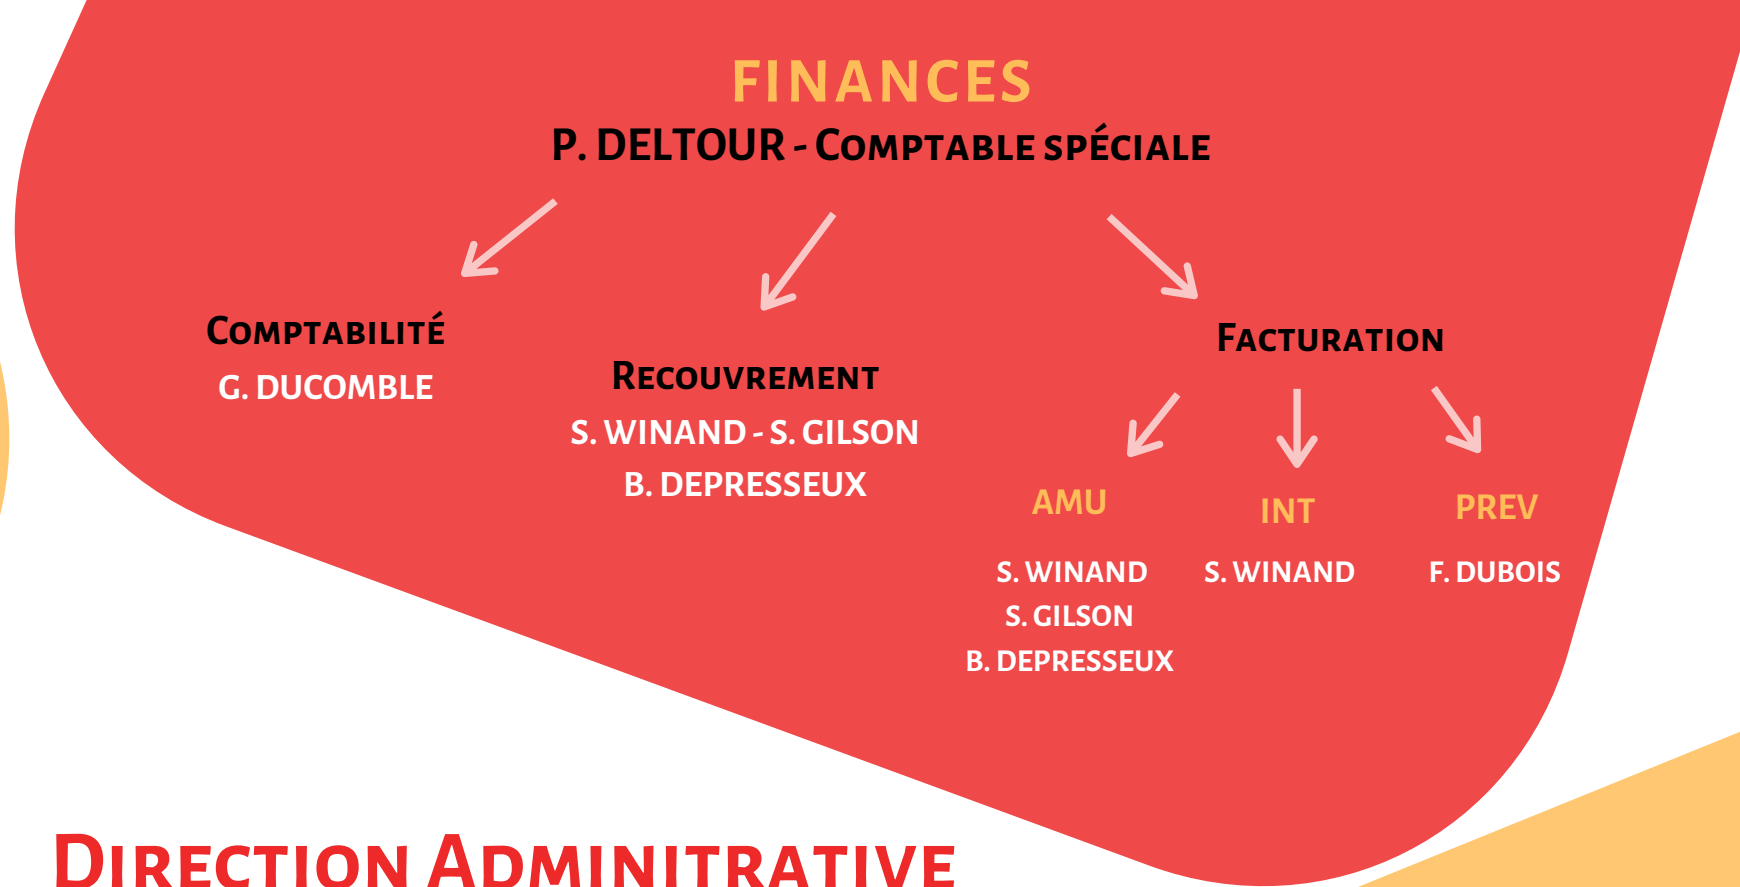 FINANCES
P. DELTOUR - Comptable spéciale
Comptabilité
G. DUCOMBLE
Recouvrement
S. WINAND - S. GILSON
B. DEPRESSEUX
Facturation
AMU
S. WINAND
S. GILSON
B. DEPRESSEUX
INT
S. WINAND
PREV
F. DUBOIS
Direction Adminitrative